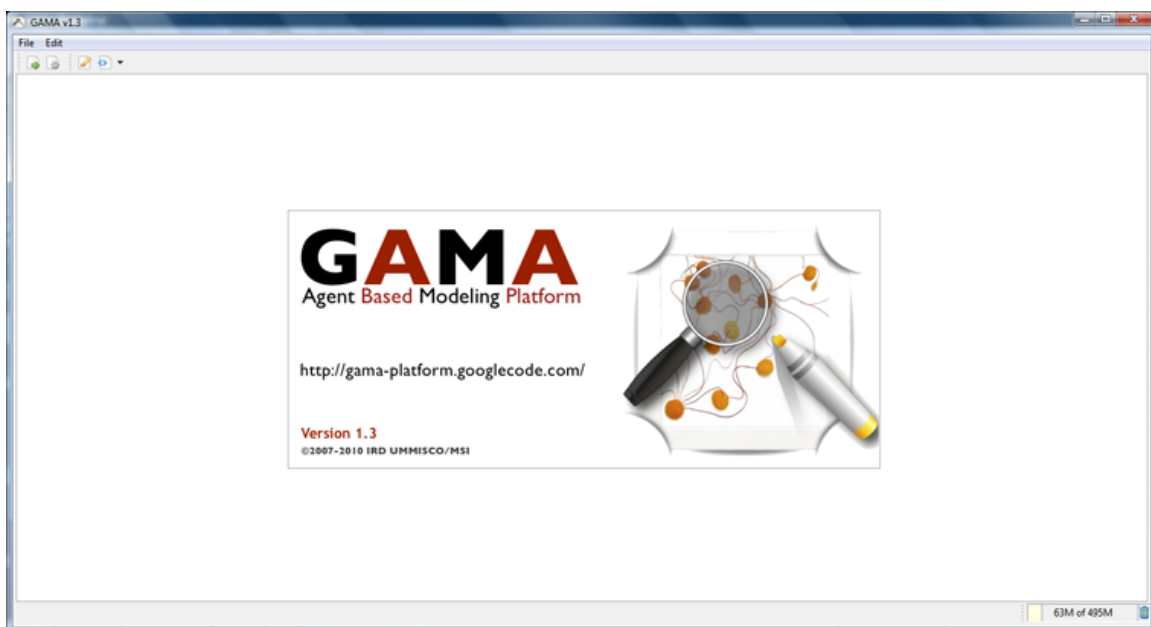 GAMA v1.3
File Edit
GAMA
Agent Based Modeling Platform
http://gama-platform.googlecode.com/
Version 1.3
©2007-2010 IRD UMMISCO/MSI
63M of 495M